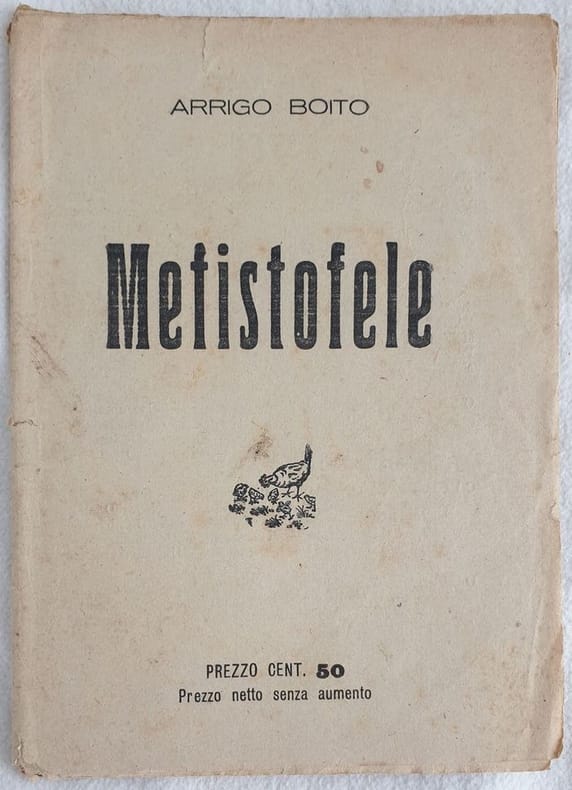 ARRIGO BOITO
Mefistofele
PREZZO CENT. 50
Prezzo netto senza aumento